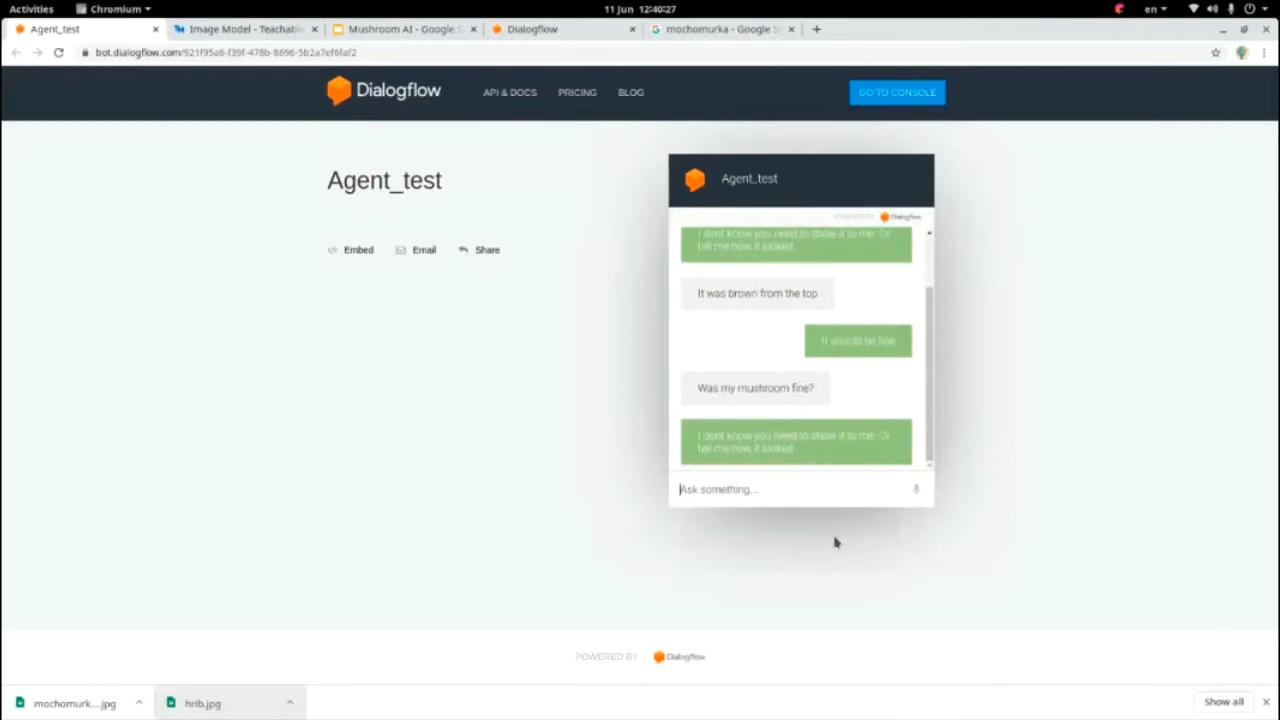 Activities
Chromium
11 Jun 12:40:27
en
Agent_test
Image Model - Teachable
Mushroom AI - Google S
Dialogflow
mochomurka - Google S
bot.dialogflow.com/921f95a6-f39f-478b-8696-5b2a7ef6faf2
Dialogflow
API & DOCS
PRICING
BLOG
GO TO CONSOLE
Agent_test
Embed
Email
Share
Agent_test
POWERED BY
Dialogflow
I dont know you need to show it to me. Or
tell me how it looked
It was brown from the top
It should be fine
Was my mushroom fine?
I dont know you need to show it to me. Or
tell me how it looked
Ask something...
POWERED BY
Dialogflow
mochomurk....jpg
hrib.jpg
Show all